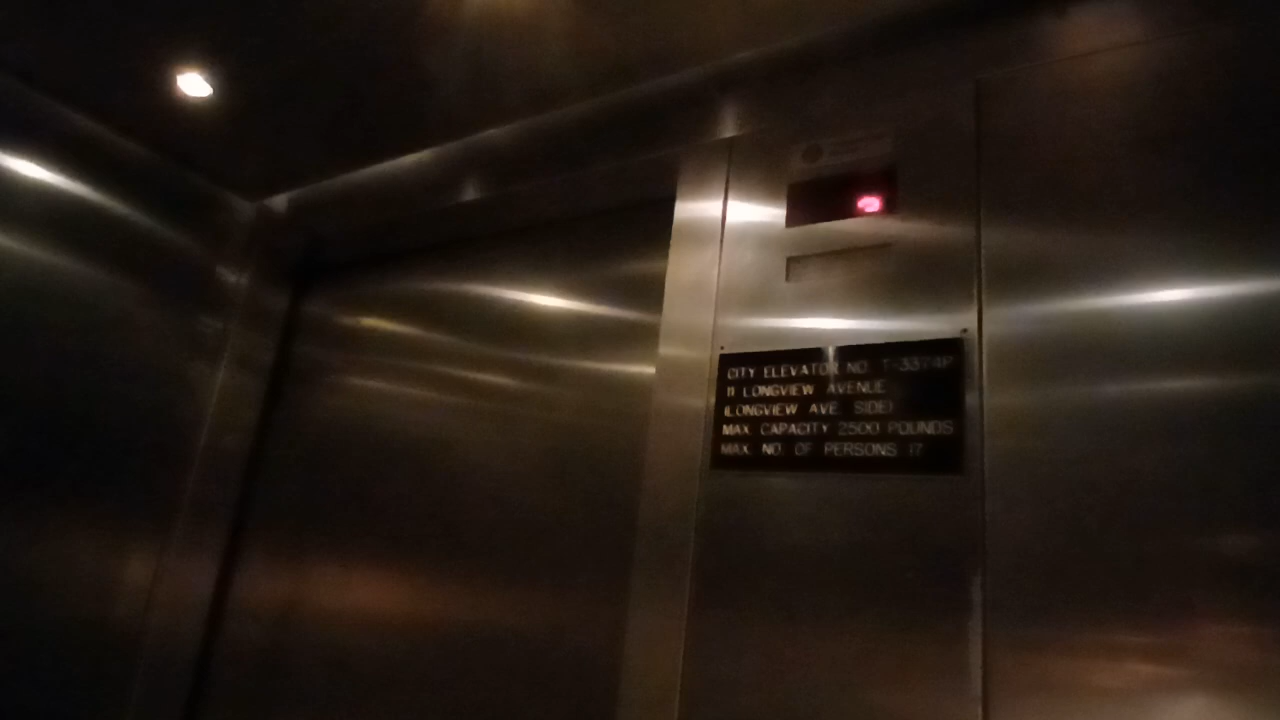 CITY ELEVATOR NO. T-3374P
11 LONGVIEW AVENUE
(LONGVIEW AVE. SIDE)
MAX. CAPACITY 2500 POUNDS
MAX. NO. OF PERSONS 17